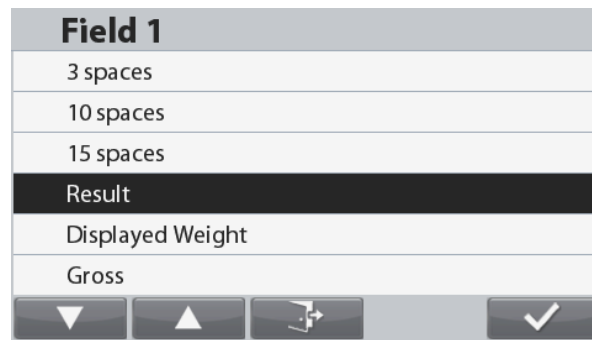 Field 1
3 spaces
10 spaces
15 spaces
Result
Displayed Weight
Gross